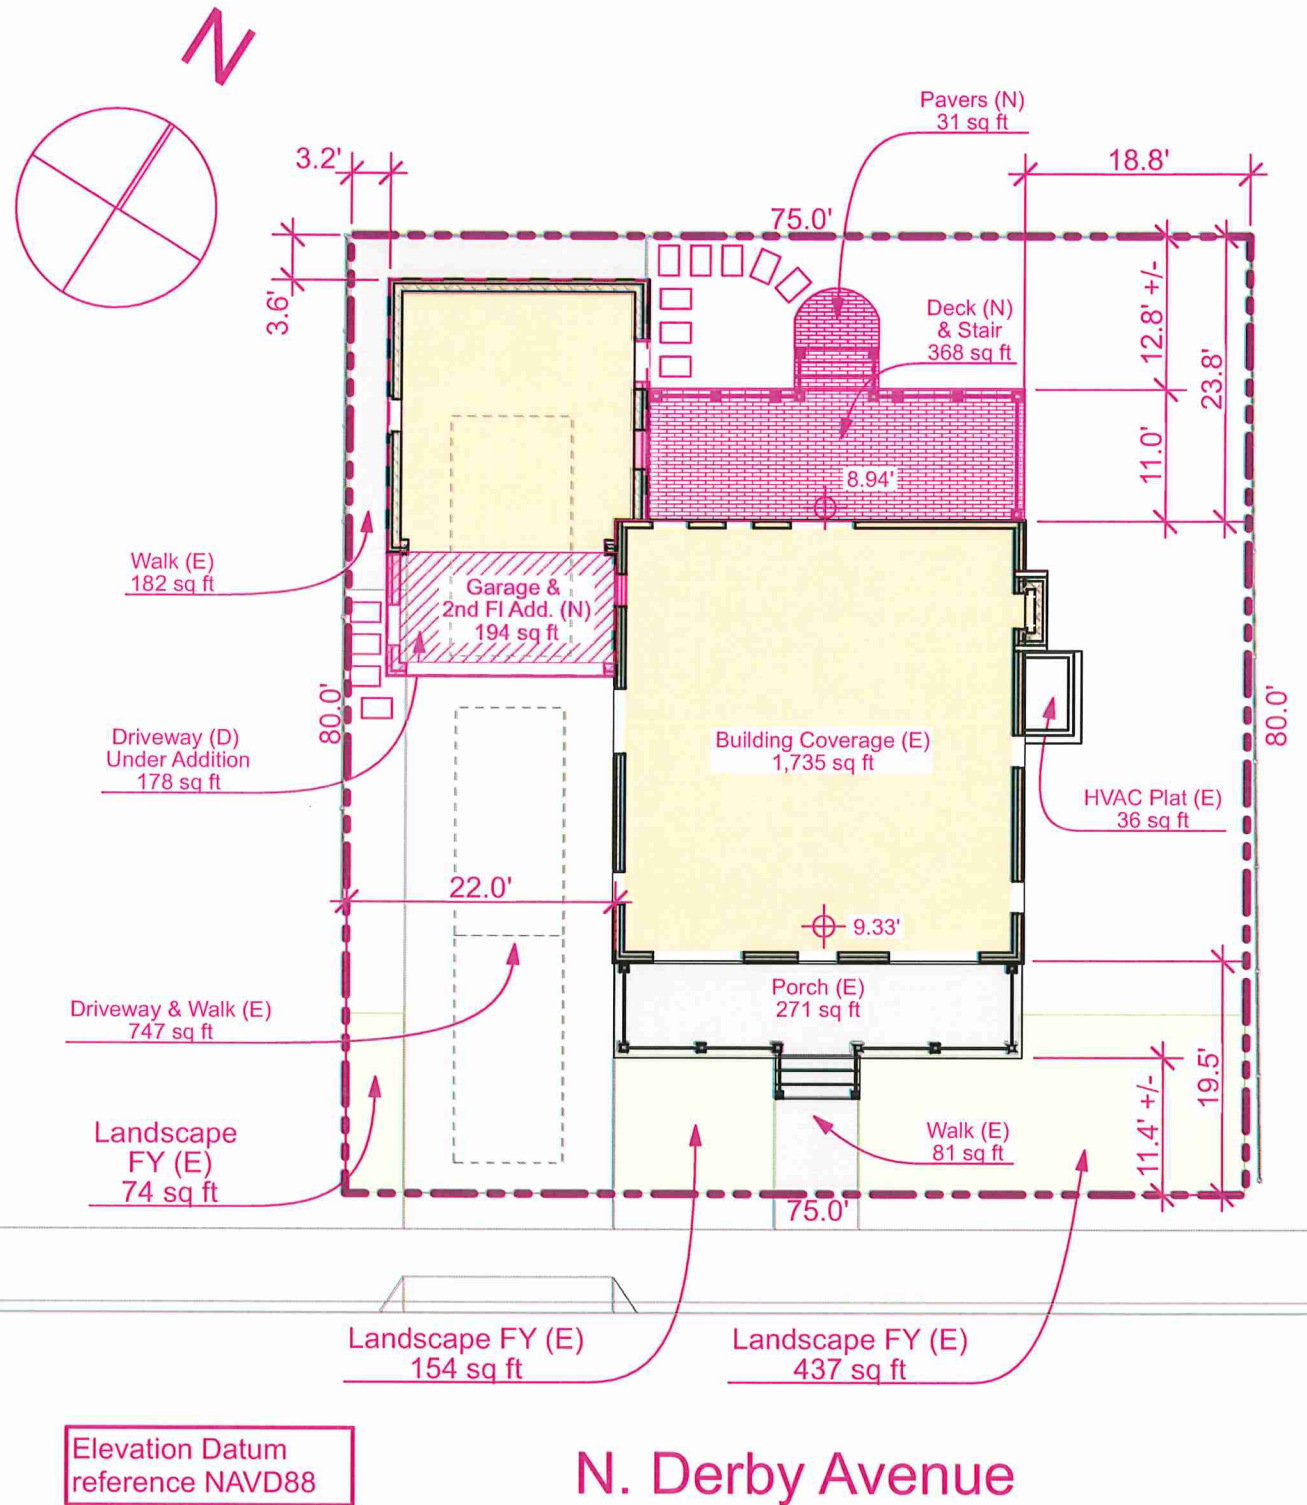 N
Pavers (N)
31 sq ft
3.2'
18.8'
75.0'
3.6'
Deck (N)
& Stair
368 sq ft
12.8' +/-
23.8'
11.0'
8.94'
Walk (E)
182 sq ft
Garage &
2nd Fl Add. (N)
194 sq ft
80.0'
80.0'
Driveway (D)
Under Addition
178 sq ft
Building Coverage (E)
1,735 sq ft
HVAC Plat (E)
36 sq ft
22.0'
9.33'
Driveway & Walk (E)
747 sq ft
Porch (E)
271 sq ft
19.5'
11.4' +/-
Landscape
FY (E)
74 sq ft
Walk (E)
81 sq ft
75.0'
Landscape FY (E)
154 sq ft
Landscape FY (E)
437 sq ft
Elevation Datum
reference NAVD88
N. Derby Avenue